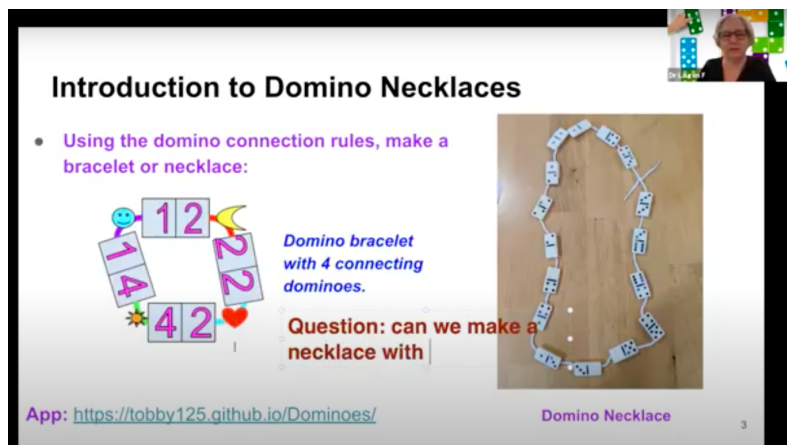 Introduction to Domino Necklaces
● Using the domino connection rules, make a
bracelet or necklace:
1 2
2 2
4 2
1 4
Domino bracelet
with 4 connecting
dominoes.
Question: can we make a
necklace with
App: https://tobby125.github.io/Dominoes/
Domino Necklace
3